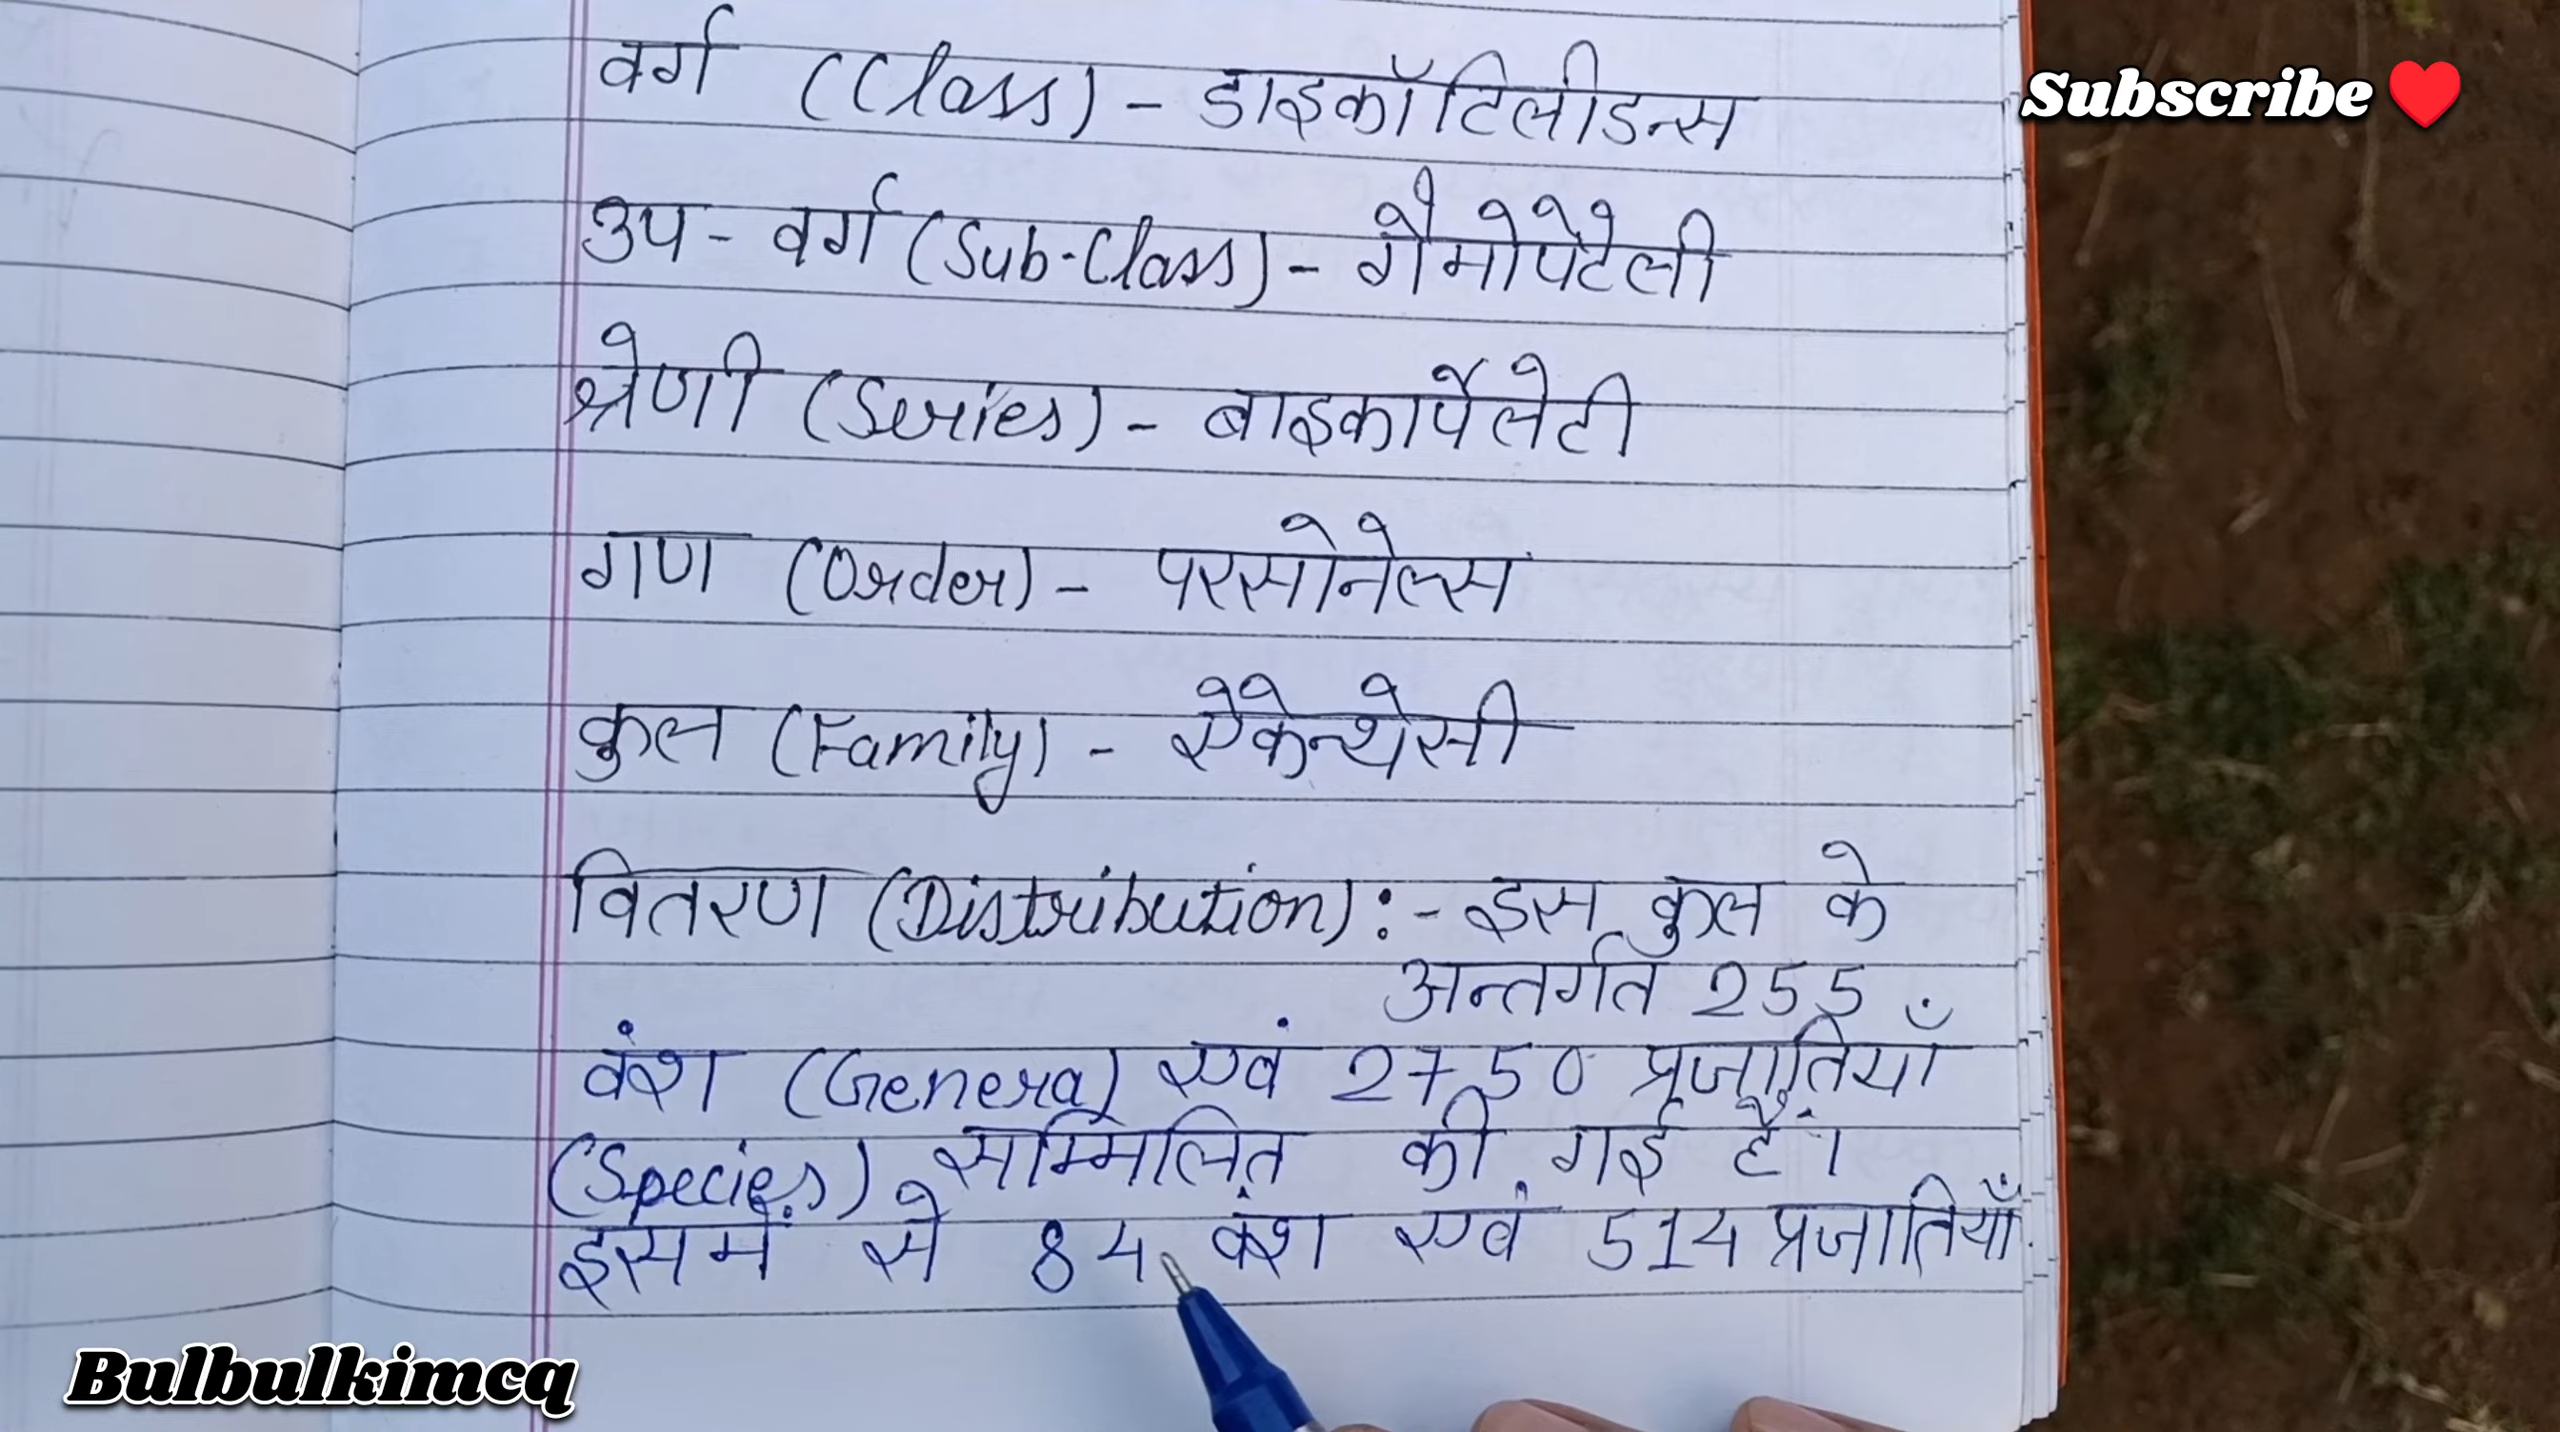 वर्ग (Class) - डाइकॉटिलीडन्स
Subscribe ❤️
उप - वर्ग (Sub-Class) - गैमोपेटेली
श्रेणी (Series) - बाइकार्पेलेटी
गण (Order) - परसोनेल्स
कुल (Family) - ऐकेन्थेसी
वितरण (Distribution) :- इस कुल के
अन्तर्गत 255
वंश (Genera) एवं 2750 प्रजातियाँ
(Species) सम्मिलित की गई हैं।
इसमें से 84 वंश एवं 514 प्रजातियाँ
Bulbulkimcq